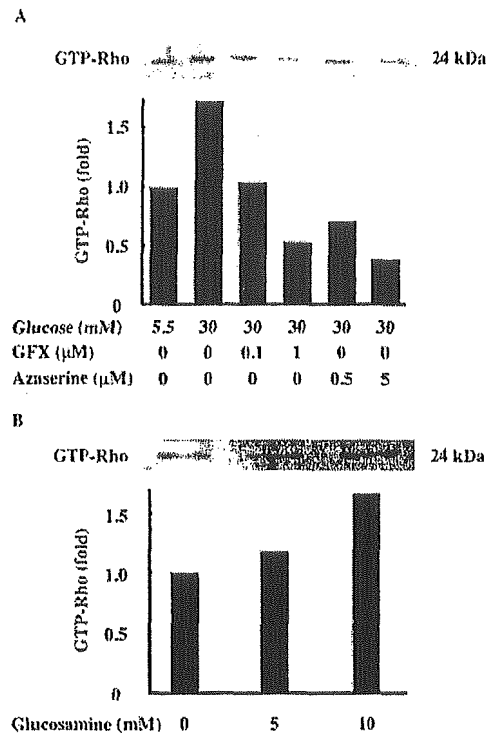 A
GTP-Rho 24 kDa
GTP-Rho (fold)
1.5
1.0
0.5
0
Glucose (mM) 5.5 30 30 30 30 30
GFX (μM) 0 0 0.1 1 0 0
Azaserine (μM) 0 0 0 0 0.5 5
B
GTP-Rho 24 kDa
GTP-Rho (fold)
1.5
1.0
0.5
0
Glucosamine (mM) 0 5 10